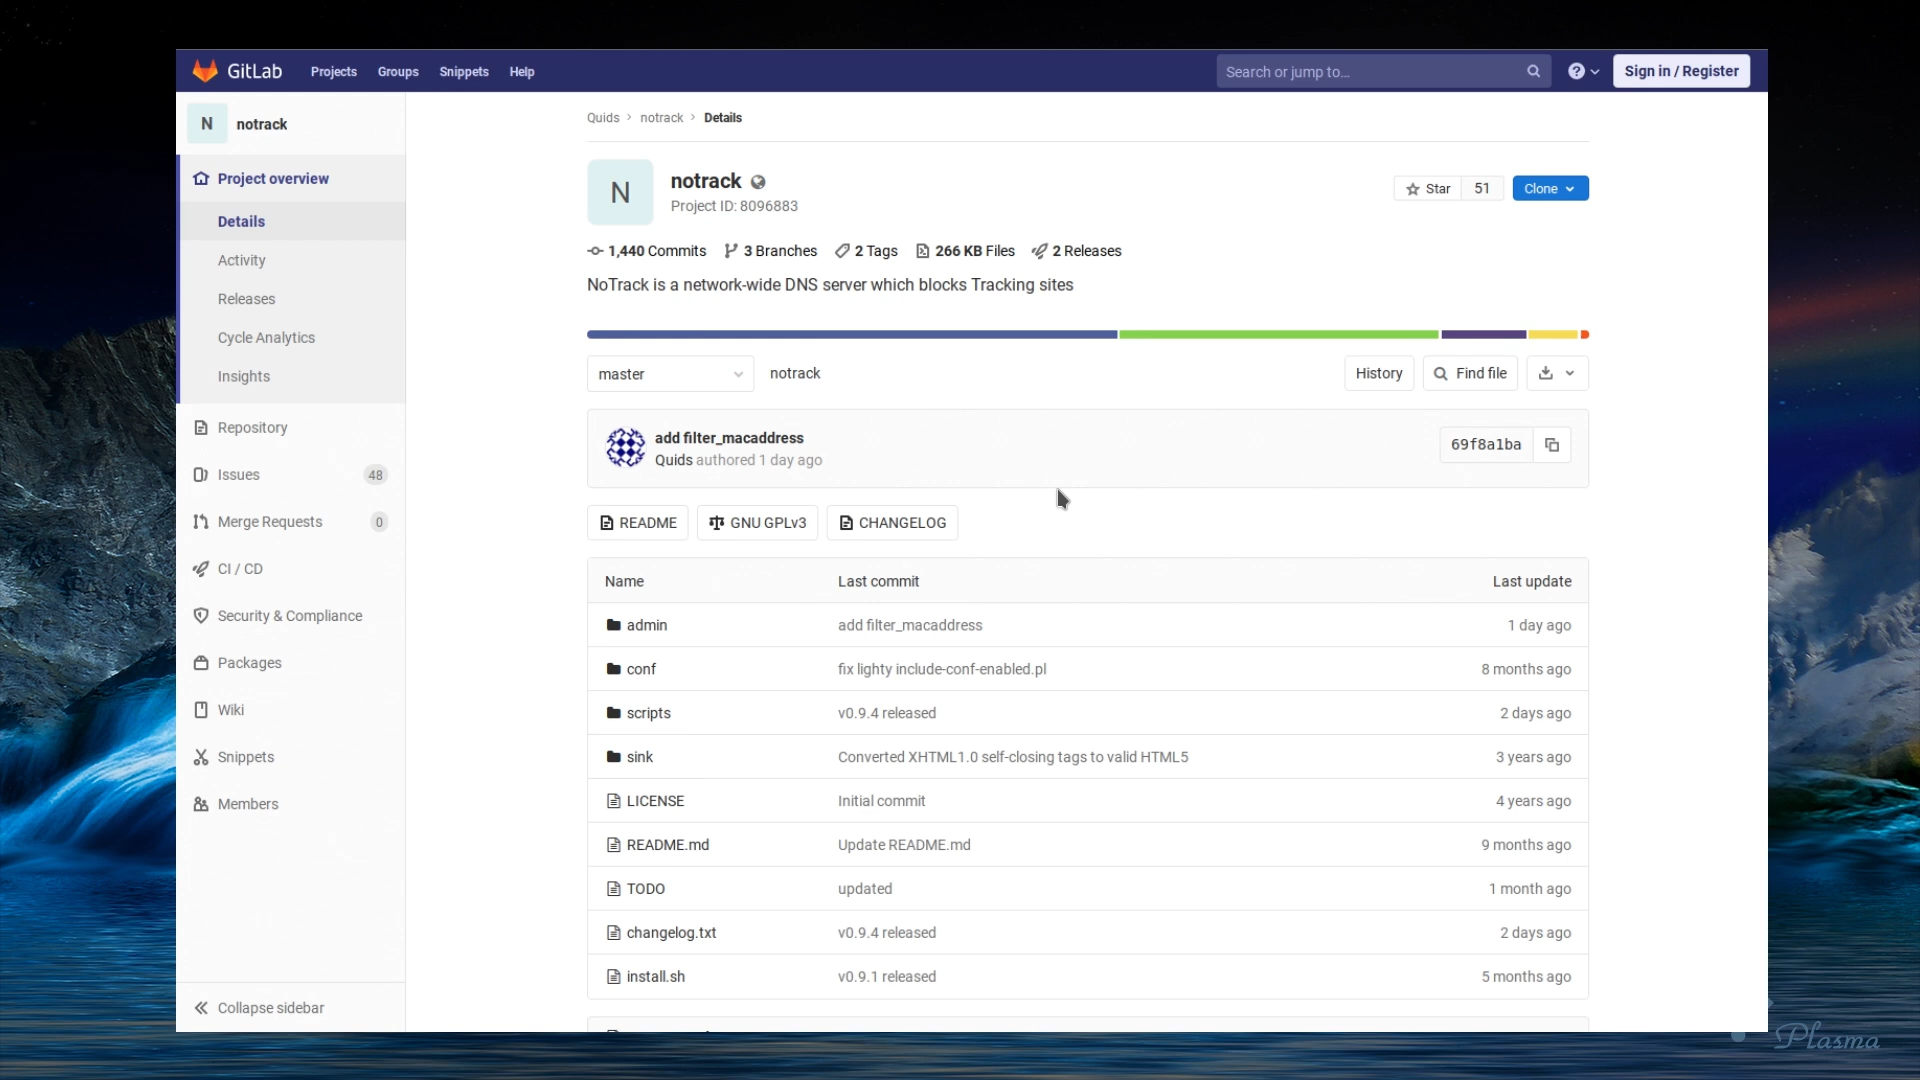 GitLab Projects Groups Snippets Help Search or jump to... Sign in / Register
N notrack
Project overview
Details
Activity
Releases
Cycle Analytics
Insights
Repository
Issues 48
Merge Requests 0
CI / CD
Security & Compliance
Packages
Wiki
Snippets
Members
Collapse sidebar
Quids > notrack > Details
N
notrack
Project ID: 8096883
Star 51 Clone
1,440 Commits 3 Branches 2 Tags 266 KB Files 2 Releases
NoTrack is a network-wide DNS server which blocks Tracking sites
master notrack History Find file
add filter_macaddress
Quids authored 1 day ago
69f8a1ba
README GNU GPLv3 CHANGELOG
Name Last commit Last update
admin add filter_macaddress 1 day ago
conf fix lighty include-conf-enabled.pl 8 months ago
scripts v0.9.4 released 2 days ago
sink Converted XHTML1.0 self-closing tags to valid HTML5 3 years ago
LICENSE Initial commit 4 years ago
README.md Update README.md 9 months ago
TODO updated 1 month ago
changelog.txt v0.9.4 released 2 days ago
install.sh v0.9.1 released 5 months ago
Plasma